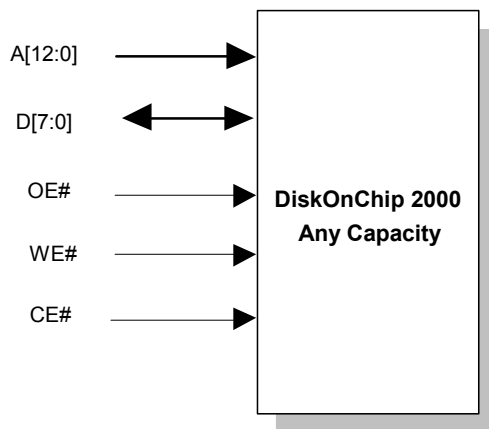 A[12:0]
D[7:0]
OE#
WE#
CE#
DiskOnChip 2000
Any Capacity